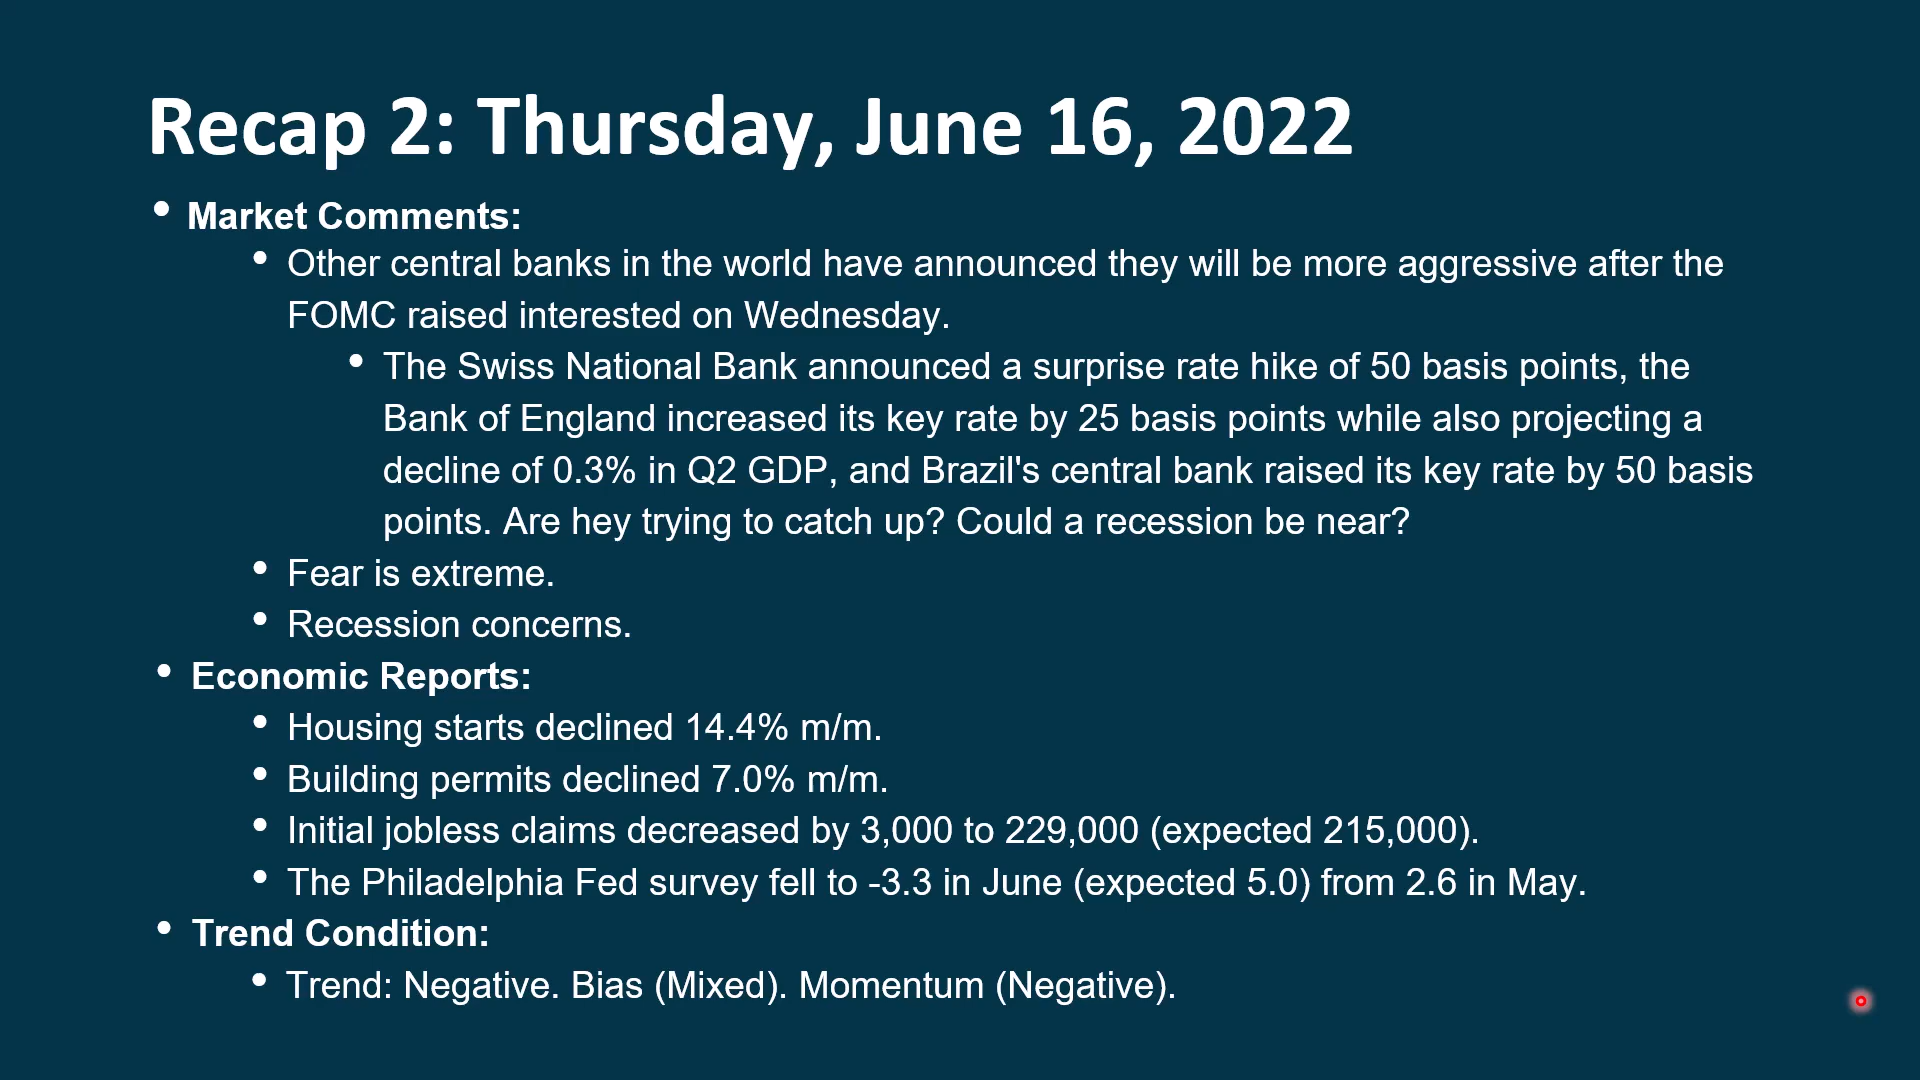 Recap 2: Thursday, June 16, 2022
• Market Comments:
• Other central banks in the world have announced they will be more aggressive after the
FOMC raised interested on Wednesday.
• The Swiss National Bank announced a surprise rate hike of 50 basis points, the
Bank of England increased its key rate by 25 basis points while also projecting a
decline of 0.3% in Q2 GDP, and Brazil's central bank raised its key rate by 50 basis
points. Are hey trying to catch up? Could a recession be near?
• Fear is extreme.
• Recession concerns.
• Economic Reports:
• Housing starts declined 14.4% m/m.
• Building permits declined 7.0% m/m.
• Initial jobless claims decreased by 3,000 to 229,000 (expected 215,000).
• The Philadelphia Fed survey fell to -3.3 in June (expected 5.0) from 2.6 in May.
• Trend Condition:
• Trend: Negative. Bias (Mixed). Momentum (Negative).